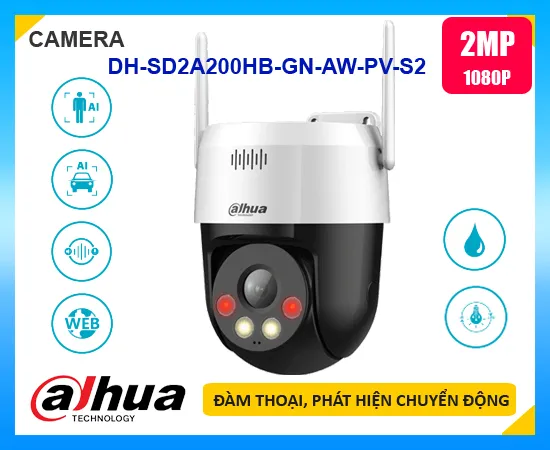 CAMERA
DH-SD2A200HB-GN-AW-PV-S2
2MP
1080P
AI
AI
WEB
alhua
alhua
TECHNOLOGY
ĐÀM THOẠI, PHÁT HIỆN CHUYỂN ĐỘNG